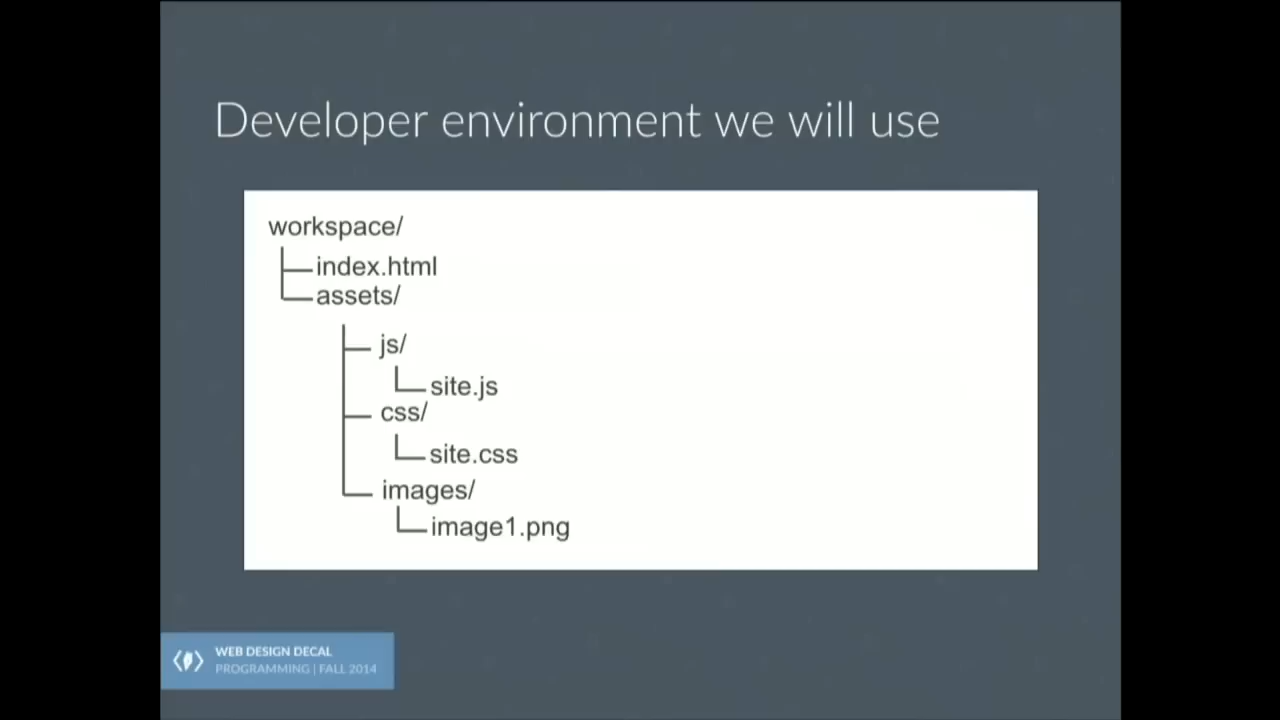 Developer environment we will use
workspace/
index.html
assets/
js/
site.js
css/
site.css
images/
image1.png
WEB DESIGN DECAL
PROGRAMMING | FALL 2014